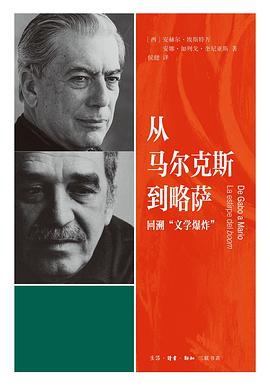 ［西］安赫尔·埃斯特万
安娜·加列戈·奎尼亚斯 著
侯健 译
从
马尔克斯
到略萨
回溯“文学爆炸”
De Gabo a Mario
La estirpe del boom
生活·讀書·新知 三联书店